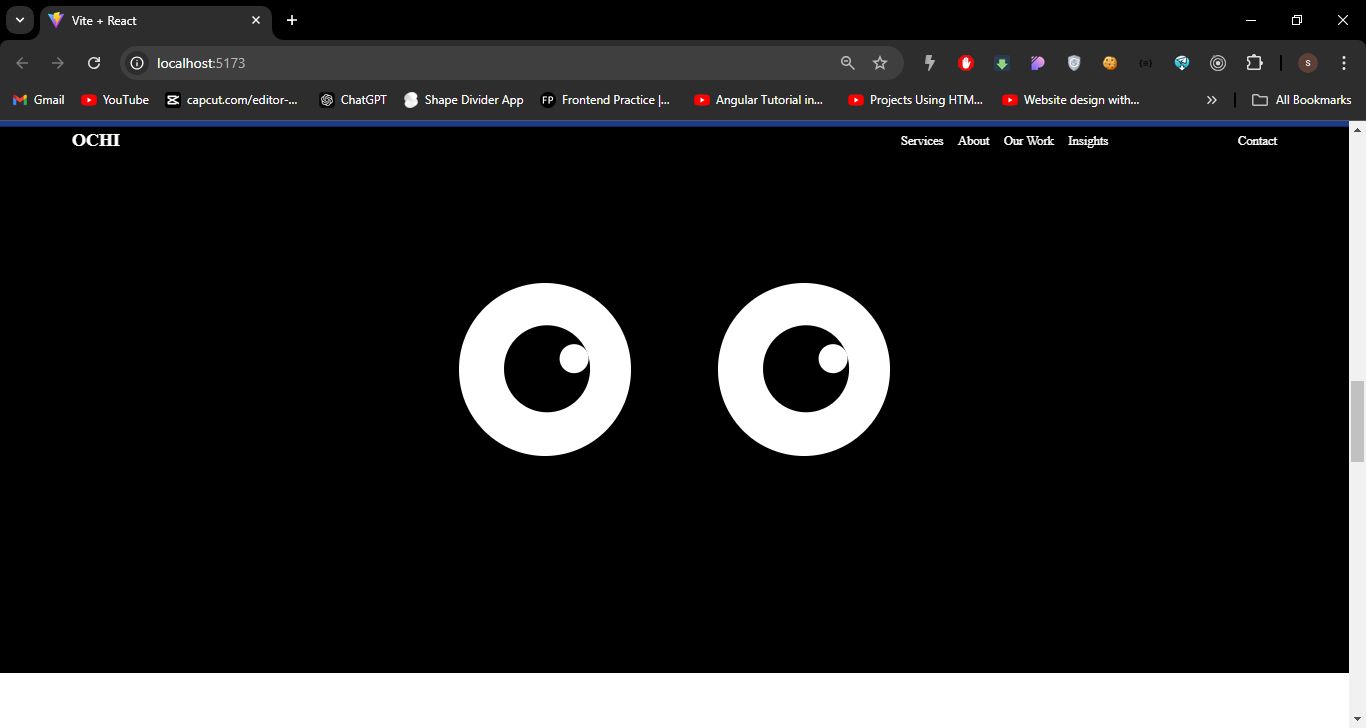 Vite + React
localhost:5173
S
Gmail YouTube capcut.com/editor-... ChatGPT Shape Divider App FP Frontend Practice |... Angular Tutorial in... Projects Using HTM... Website design with... All Bookmarks
OCHI Services About Our Work Insights Contact